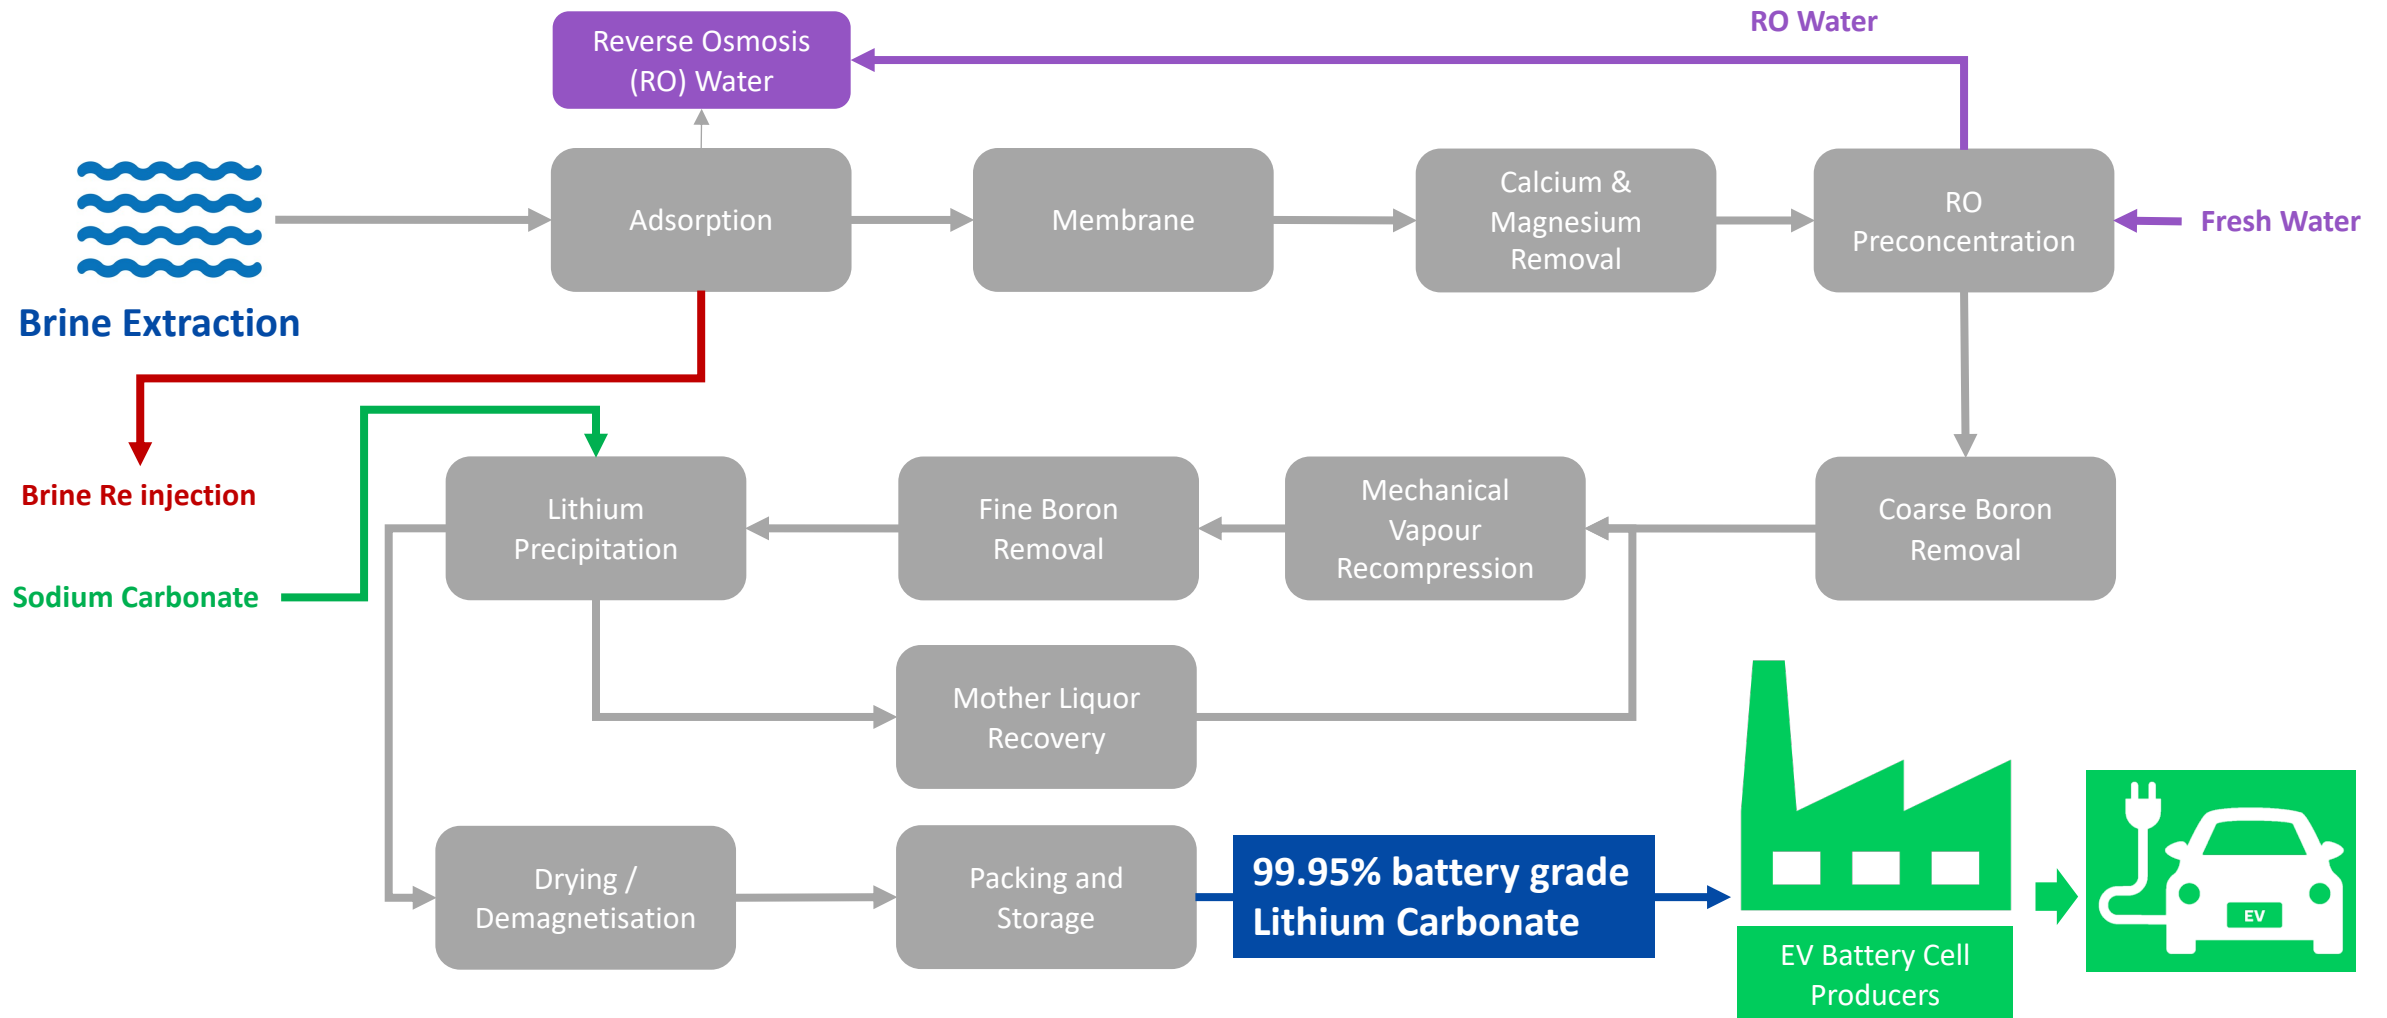 RO Water
Reverse Osmosis
(RO) Water
Adsorption
Membrane
Calcium &
Magnesium
Removal
RO
Preconcentration
Fresh Water
Brine Extraction
Brine Re injection
Sodium Carbonate
Lithium
Precipitation
Fine Boron
Removal
Mechanical
Vapour
Recompression
Coarse Boron
Removal
Mother Liquor
Recovery
Drying /
Demagnetisation
Packing and
Storage
99.95% battery grade
Lithium Carbonate
EV Battery Cell
Producers
EV